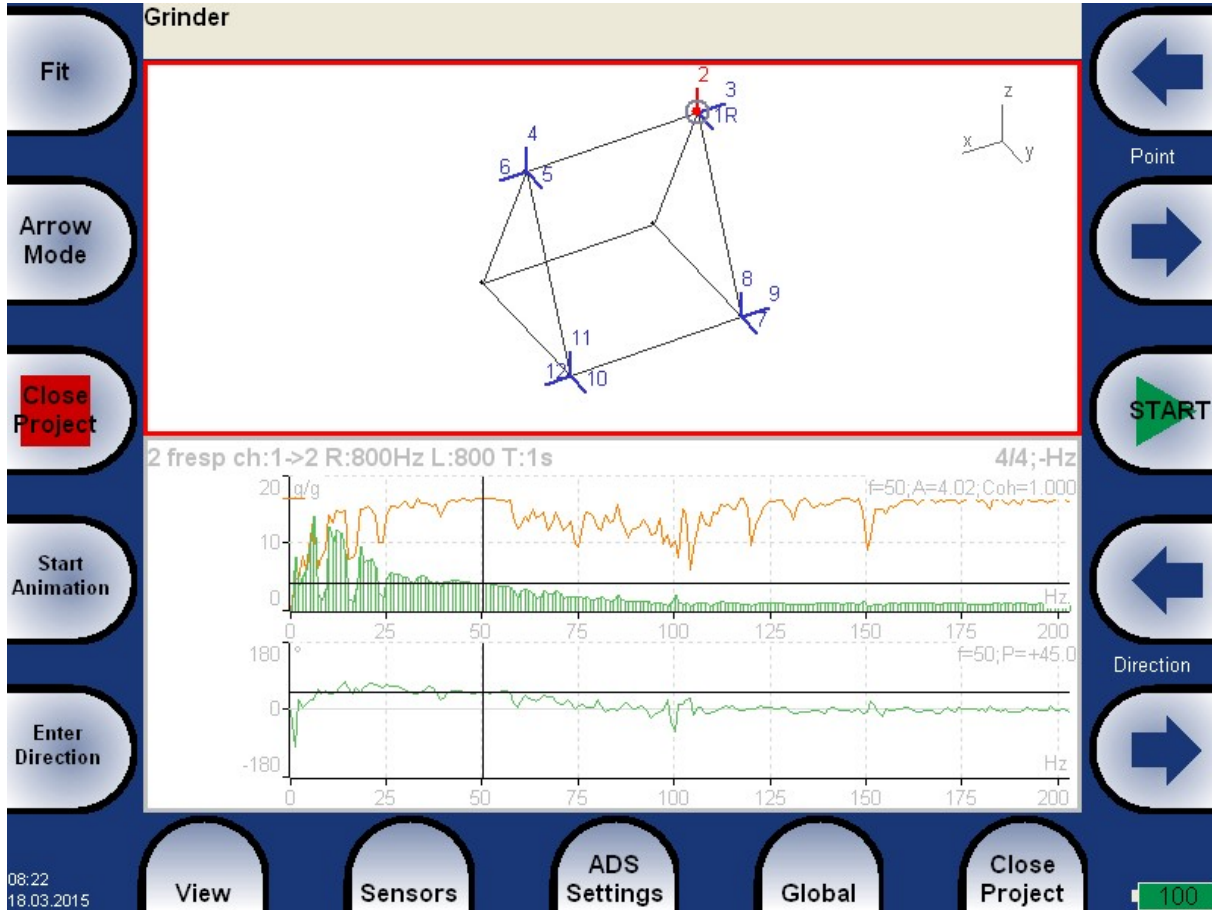 Grinder
Fit
Arrow
Mode
Close
Project
Start
Animation
Enter
Direction
2
3
1R
4
6
5
8
9
7
11
12
10
z
x
y
Point
START
Direction
2 fresp ch:1->2 R:800Hz L:800 T:1s
4/4;-Hz
20
g/g
f=50;A=4.02;Coh=1.000
10
0
Hz
0 25 50 75 100 125 150 175 200
180
°
f=50;P=+45.0
0
-180
Hz
0 25 50 75 100 125 150 175 200
08:22
18.03.2015
View
Sensors
ADS
Settings
Global
Close
Project
100